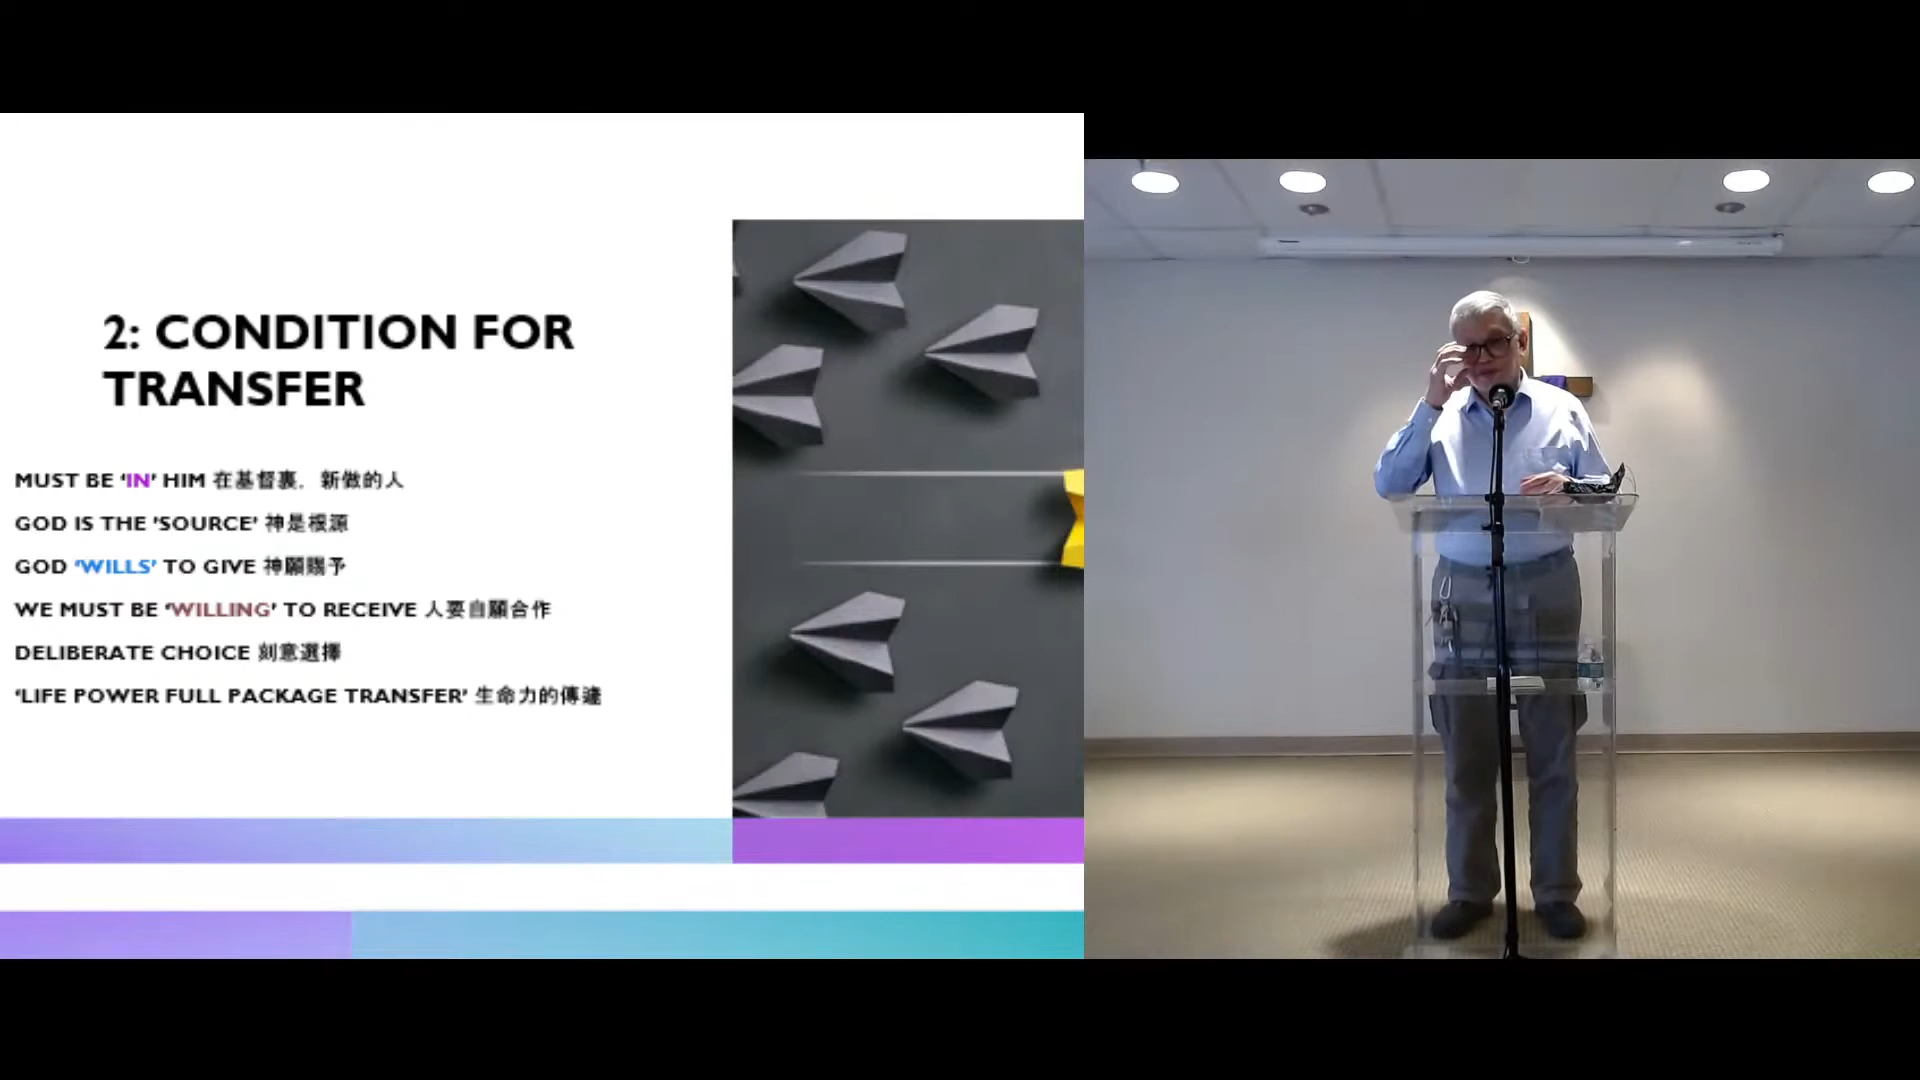 2: CONDITION FOR
TRANSFER
MUST BE ‘IN’ HIM 在基督裏，新做的人
GOD IS THE ’SOURCE’ 神是根源
GOD ‘WILLS’ TO GIVE 神願賜予
WE MUST BE ‘WILLING’ TO RECEIVE 人要自願合作
DELIBERATE CHOICE 刻意選擇
‘LIFE POWER FULL PACKAGE TRANSFER’ 生命力的傳遞